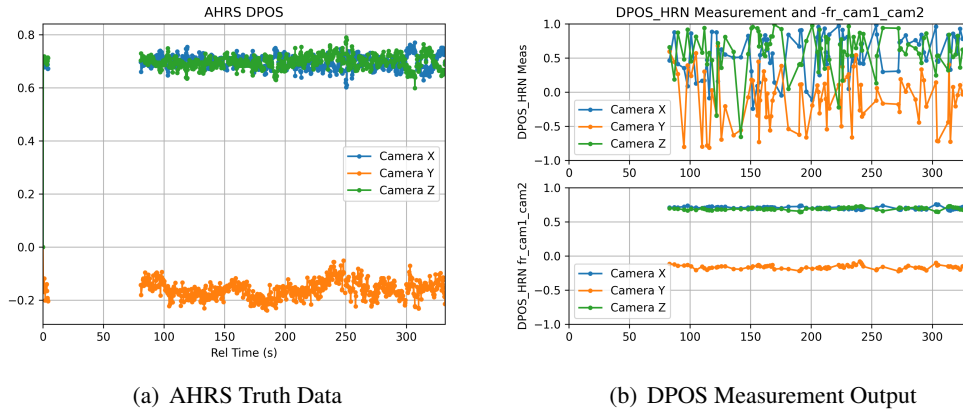 AHRS DPOS
0.8
0.6
0.4
0.2
0.0
−0.2
Camera X
Camera Y
Camera Z
0 50 100 150 200 250 300
Rel Time (s)
(a) AHRS Truth Data
DPOS_HRN Measurement and -fr_cam1_cam2
DPOS_HRN Meas
1.0
0.5
0.0
−0.5
−1.0
Camera X
Camera Y
Camera Z
0 50 100 150 200 250 300
DPOS_HRN fr_cam1_cam2
1.0
0.5
0.0
−0.5
−1.0
Camera X
Camera Y
Camera Z
0 50 100 150 200 250 300
(b) DPOS Measurement Output